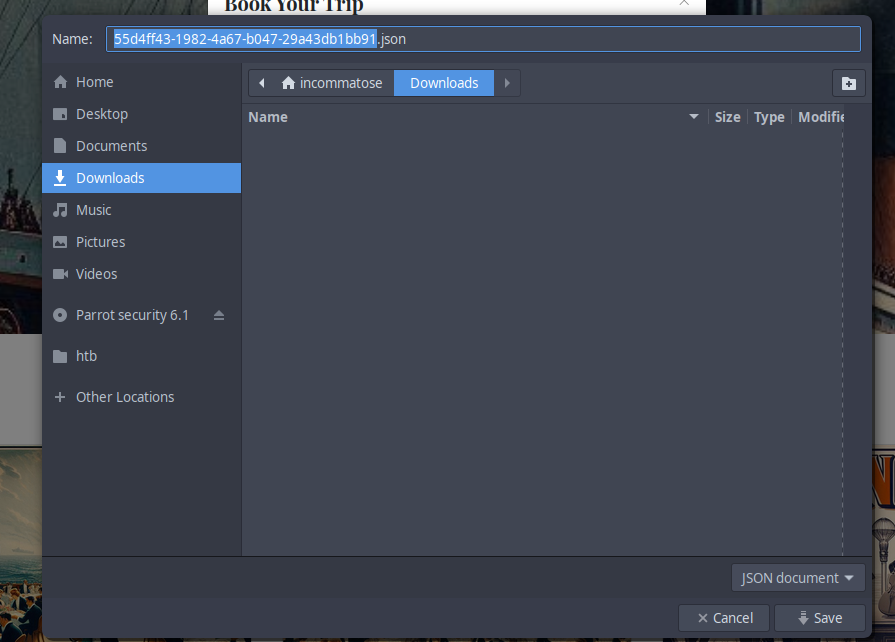 Book Your Trip
Name: 55d4ff43-1982-4a67-b047-29a43db1bb91.json
Home
Desktop
Documents
Downloads
Music
Pictures
Videos
Parrot security 6.1
htb
Other Locations
incommatose Downloads
Name Size Type Modifie
JSON document
Cancel Save